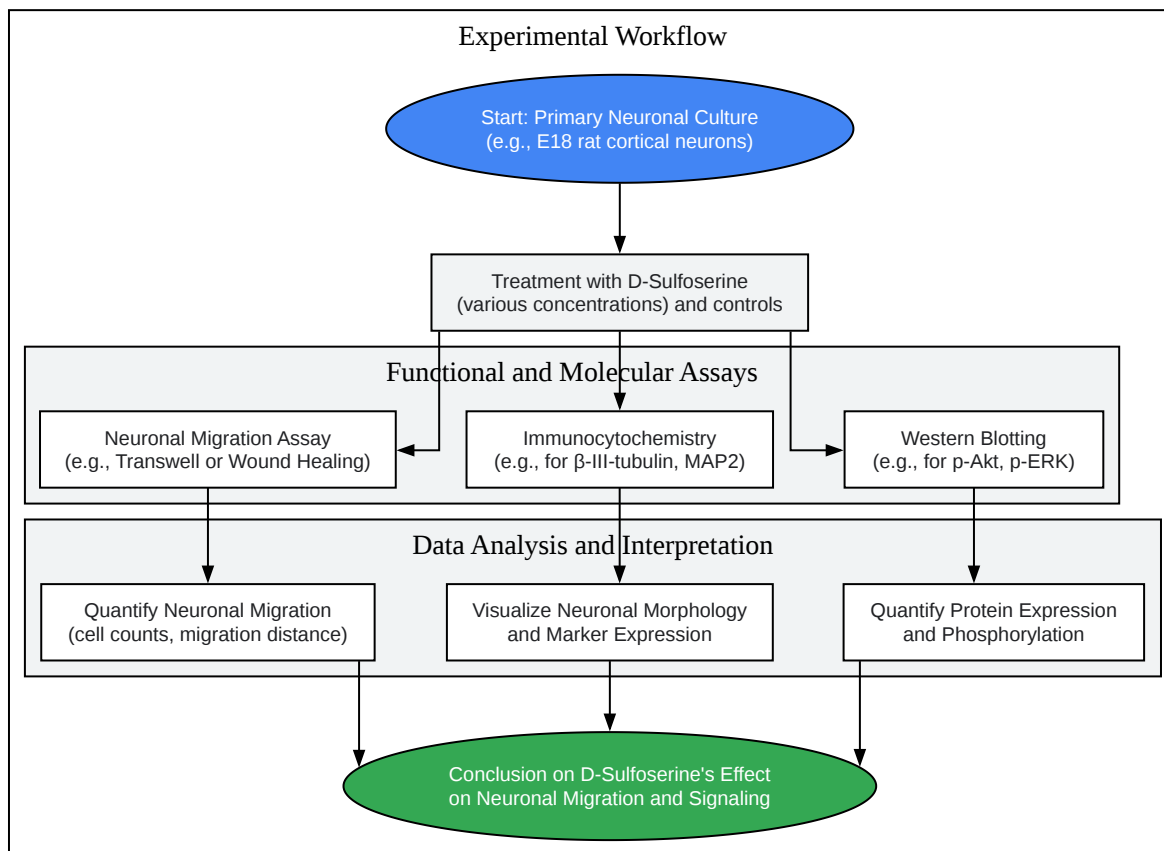 Experimental Workflow
Start: Primary Neuronal Culture
(e.g., E18 rat cortical neurons)
Treatment with D-Sulfoserine
(various concentrations) and controls
Functional and Molecular Assays
Neuronal Migration Assay
(e.g., Transwell or Wound Healing)
Immunocytochemistry
(e.g., for β-III-tubulin, MAP2)
Western Blotting
(e.g., for p-Akt, p-ERK)
Data Analysis and Interpretation
Quantify Neuronal Migration
(cell counts, migration distance)
Visualize Neuronal Morphology
and Marker Expression
Quantify Protein Expression
and Phosphorylation
Conclusion on D-Sulfoserine's Effect
on Neuronal Migration and Signaling